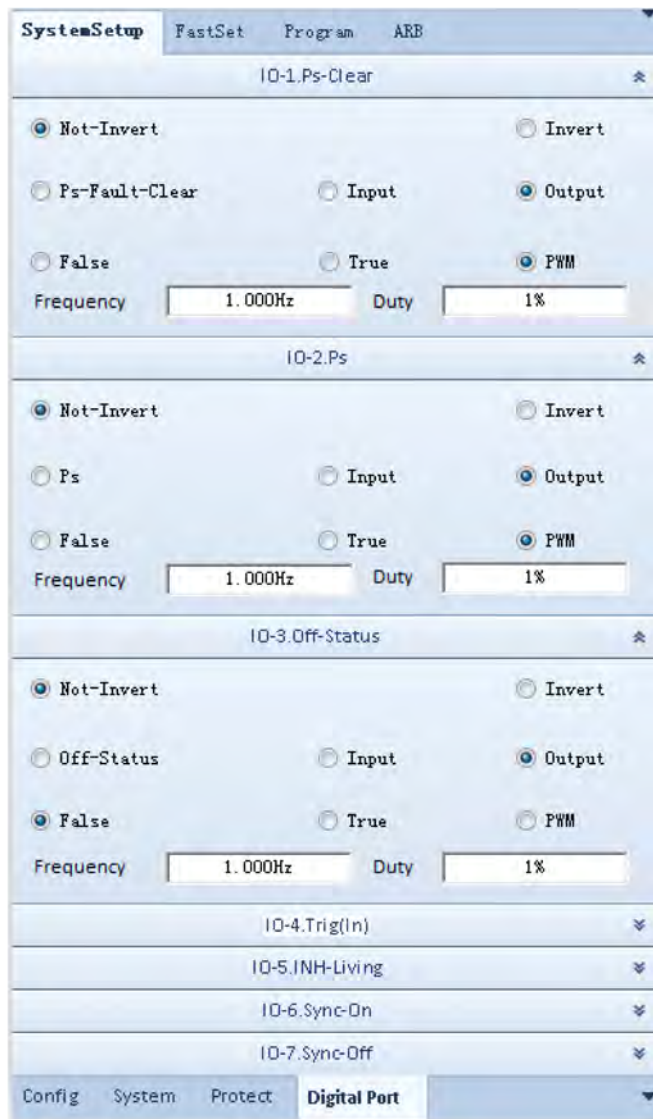 SystemSetup FastSet Program ARB
IO-1.Ps-Clear
Not-Invert Invert
Ps-Fault-Clear Input Output
False True PWM
Frequency 1.000Hz Duty 1%
IO-2.Ps
Not-Invert Invert
Ps Input Output
False True PWM
Frequency 1.000Hz Duty 1%
IO-3.Off-Status
Not-Invert Invert
Off-Status Input Output
False True PWM
Frequency 1.000Hz Duty 1%
IO-4.Trig(In)
IO-5.INH-Living
IO-6.Sync-On
IO-7.Sync-Off
Config System Protect Digital Port